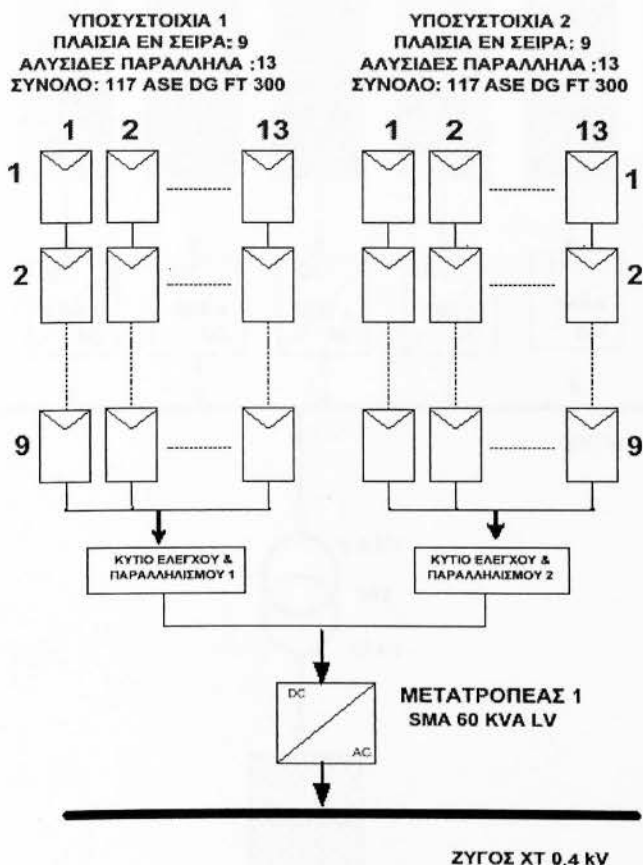 ΥΠΟΣΥΣΤΟΙΧΙΑ 1
ΠΛΑΙΣΙΑ ΕΝ ΣΕΙΡΑ: 9
ΑΛΥΣΙΔΕΣ ΠΑΡΑΛΛΗΛΑ :13
ΣΥΝΟΛΟ: 117 ASE DG FT 300
ΥΠΟΣΥΣΤΟΙΧΙΑ 2
ΠΛΑΙΣΙΑ ΕΝ ΣΕΙΡΑ: 9
ΑΛΥΣΙΔΕΣ ΠΑΡΑΛΛΗΛΑ :13
ΣΥΝΟΛΟ: 117 ASE DG FT 300
1 2 13
1 2 13
1 1
2 2
9 9
ΚΥΤΙΟ ΕΛΕΓΧΟΥ &
ΠΑΡΑΛΛΗΛΙΣΜΟΥ 1
ΚΥΤΙΟ ΕΛΕΓΧΟΥ &
ΠΑΡΑΛΛΗΛΙΣΜΟΥ 2
DC
AC
ΜΕΤΑΤΡΟΠΕΑΣ 1
SMA 60 KVA LV
ΖΥΓΟΣ ΧΤ 0,4 kV